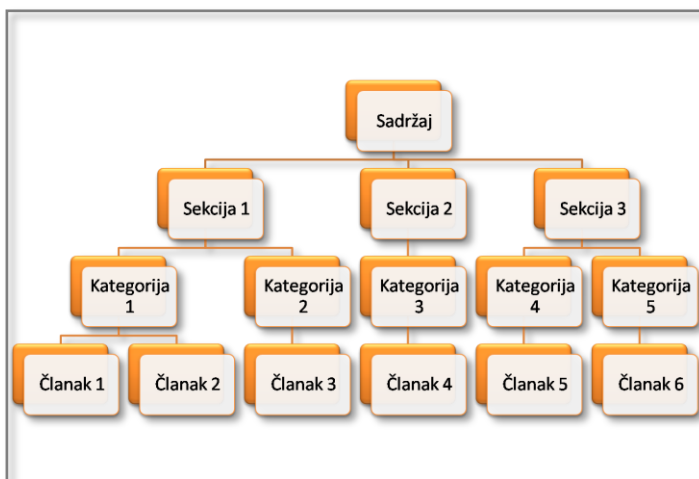 Sadržaj
Sekcija 1
Sekcija 2
Sekcija 3
Kategorija
1
Kategorija
2
Kategorija
3
Kategorija
4
Kategorija
5
Članak 1
Članak 2
Članak 3
Članak 4
Članak 5
Članak 6